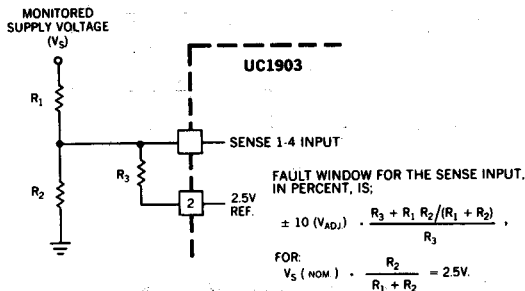 MONITORED
SUPPLY VOLTAGE
(VS)
UC1903
R1
SENSE 1-4 INPUT
R3
R2
2
2.5V
REF.
FAULT WINDOW FOR THE SENSE INPUT,
IN PERCENT, IS;
± 10 (VADJ.) · R3 + R1 R2/(R1 + R2) / R3 ,
FOR:
VS ( NOM. ) · R2 / R1 + R2 = 2.5V.